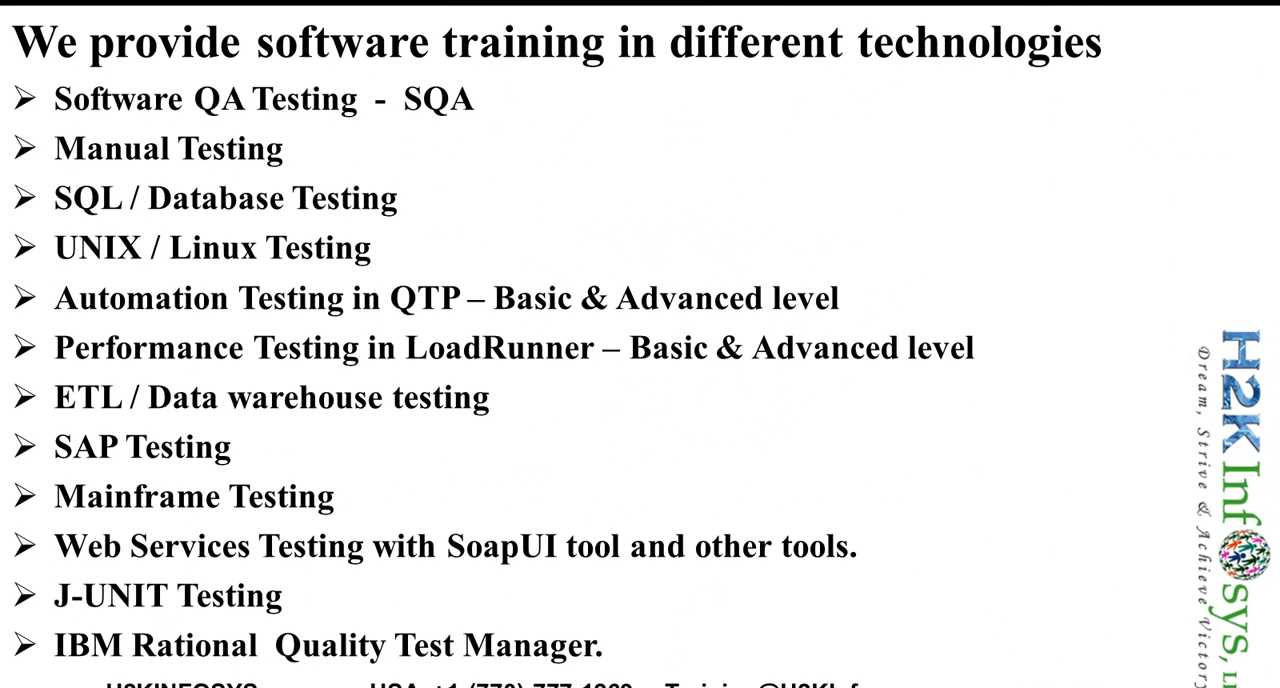 We provide software training in different technologies
➢ Software QA Testing - SQA
➢ Manual Testing
➢ SQL / Database Testing
➢ UNIX / Linux Testing
➢ Automation Testing in QTP – Basic & Advanced level
➢ Performance Testing in LoadRunner – Basic & Advanced level
➢ ETL / Data warehouse testing
➢ SAP Testing
➢ Mainframe Testing
➢ Web Services Testing with SoapUI tool and other tools.
➢ J-UNIT Testing
➢ IBM Rational Quality Test Manager.
H2K Infosys,
Dream, Strive & Achieve Victory